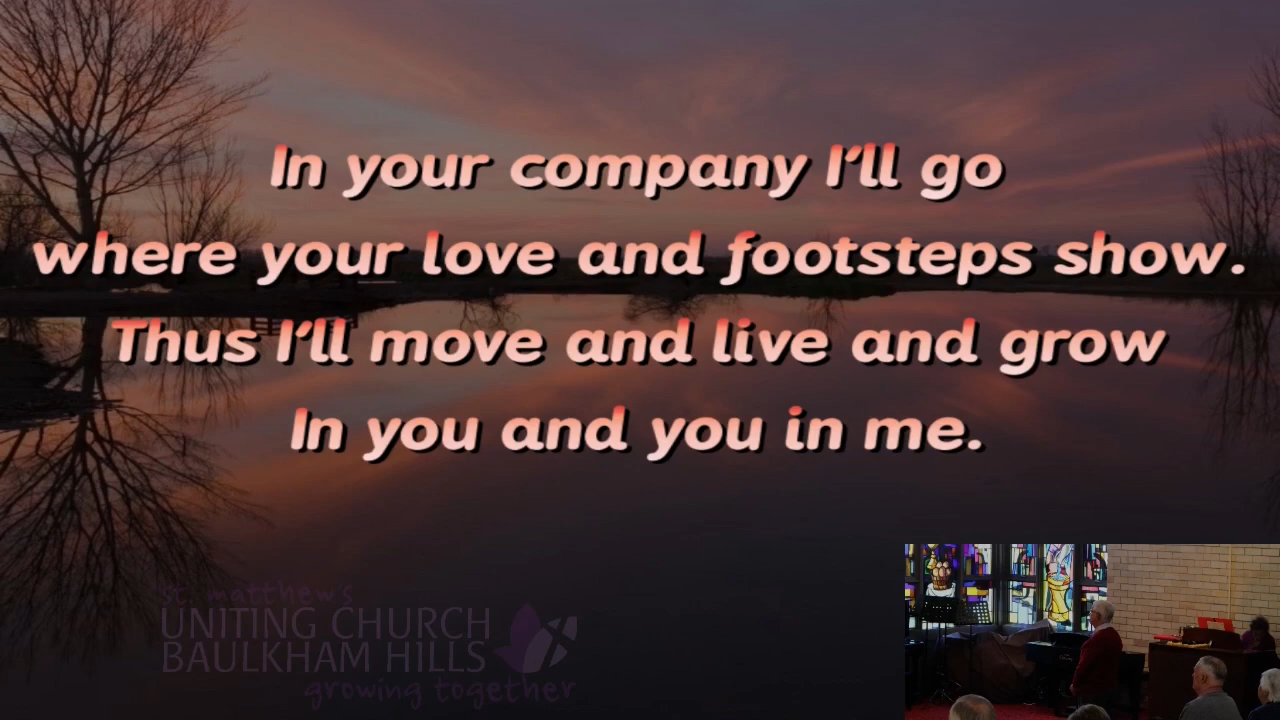 In your company I'll go
where your love and footsteps show.
Thus I'll move and live and grow
In you and you in me.
st. matthew's
UNITING CHURCH
BAULKHAM HILLS
growing together